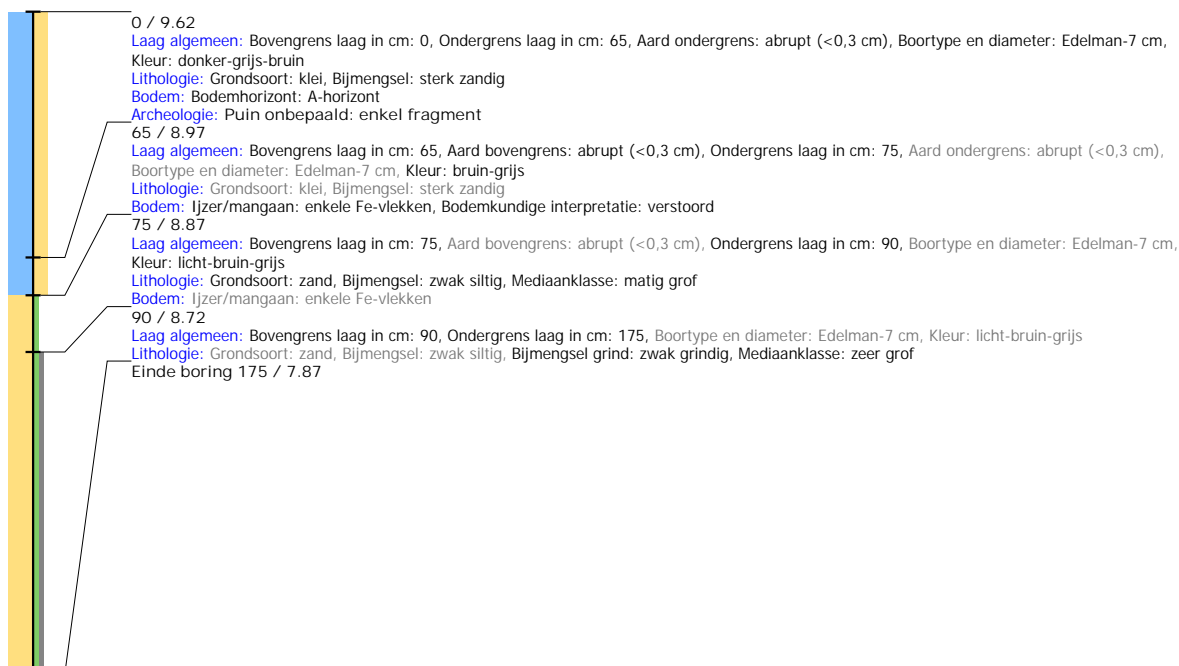 0 / 9.62
Laag algemeen: Bovengrens laag in cm: 0, Ondergrens laag in cm: 65, Aard ondergrens: abrupt (<0,3 cm), Boortype en diameter: Edelman-7 cm,
Kleur: donker-grijs-bruin
Lithologie: Grondsoort: klei, Bijmengsel: sterk zandig
Bodem: Bodemhorizont: A-horizont
Archeologie: Puin onbepaald: enkel fragment
65 / 8.97
Laag algemeen: Bovengrens laag in cm: 65, Aard bovengrens: abrupt (<0,3 cm), Ondergrens laag in cm: 75, Aard ondergrens: abrupt (<0,3 cm),
Boortype en diameter: Edelman-7 cm, Kleur: bruin-grijs
Lithologie: Grondsoort: klei, Bijmengsel: sterk zandig
Bodem: Ijzer/mangaan: enkele Fe-vlekken, Bodemkundige interpretatie: verstoord
75 / 8.87
Laag algemeen: Bovengrens laag in cm: 75, Aard bovengrens: abrupt (<0,3 cm), Ondergrens laag in cm: 90, Boortype en diameter: Edelman-7 cm,
Kleur: licht-bruin-grijs
Lithologie: Grondsoort: zand, Bijmengsel: zwak siltig, Mediaanklasse: matig grof
Bodem: Ijzer/mangaan: enkele Fe-vlekken
90 / 8.72
Laag algemeen: Bovengrens laag in cm: 90, Ondergrens laag in cm: 175, Boortype en diameter: Edelman-7 cm, Kleur: licht-bruin-grijs
Lithologie: Grondsoort: zand, Bijmengsel: zwak siltig, Bijmengsel grind: zwak grindig, Mediaanklasse: zeer grof
Einde boring 175 / 7.87